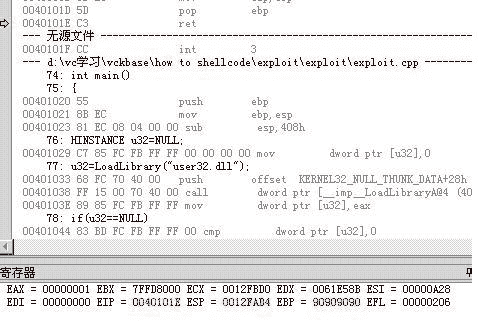 0040101D 5D pop ebp
0040101E C3 ret
--- 无源文件 ---
0040101F CC int 3
--- d:\vc学习\vckbase\how to shellcode\exploit\exploit\exploit.cpp ---
74: int main()
75: {
00401020 55 push ebp
00401021 8B EC mov ebp,esp
00401023 81 EC 08 04 00 00 sub esp,408h
76: HINSTANCE u32=NULL;
00401029 C7 85 FC FB FF FF 00 00 00 00 mov dword ptr [u32],0
77: u32=LoadLibrary("user32.dll");
00401033 68 FC 70 40 00 push offset KERNEL32_NULL_THUNK_DATA+28h
00401038 FF 15 00 70 40 00 call dword ptr [__imp__LoadLibraryA@4 (40
0040103E 89 85 FC FB FF FF mov dword ptr [u32],eax
78: if(u32==NULL)
00401044 83 BD FC FB FF FF 00 cmp dword ptr [u32],0
寄存器
EAX = 00000001 EBX = 7FFD8000 ECX = 0012FBD0 EDX = 0061E58B ESI = 00000A28
EDI = 00000000 EIP = 0040101E ESP = 0012FAD4 EBP = 90909090 EFL = 00000206